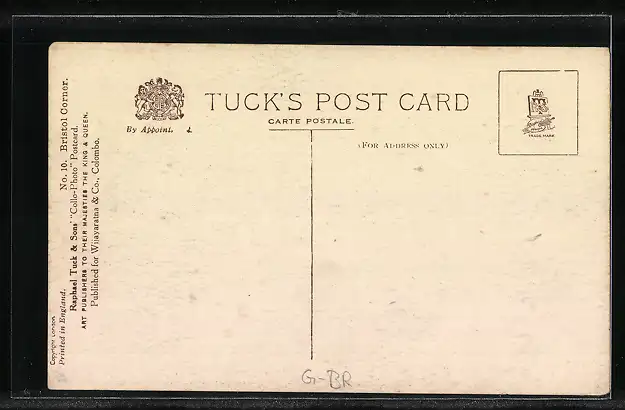 TUCK'S POST CARD
CARTE POSTALE.
(FOR ADDRESS ONLY)
By Appoint. 4.
TRADE MARK
No. 10. Bristol Corner.
Raphael Tuck & Sons' "Collo-Photo" Postcard.
ART PUBLISHERS TO THEIR MAJESTIES THE KING & QUEEN.
Published for Wijayaratna & Co., Colombo.
Copyright London
Printed in England.
G-BR